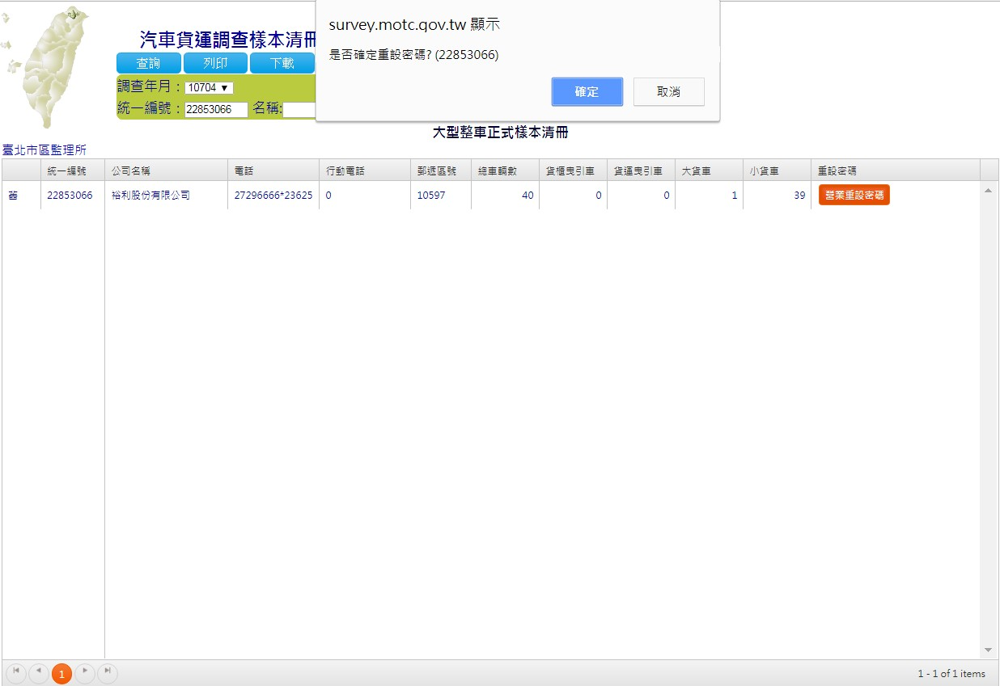 survey.motc.gov.tw 顯示
是否確定重設密碼? (22853066)
確定 取消
汽車貨運調查樣本清冊
查詢 列印 下載
調查年月： 10704 ▼
統一編號： 22853066 名稱:
大型整車正式樣本清冊
臺北市區監理所
統一編號 公司名稱 電話 行動電話 郵遞區號 總車輛數 貨櫃曳引車 貨運曳引車 大貨車 小貨車 重設密碼
舊 22853066 裕利股份有限公司 27296666*23625 0 10597 40 0 0 1 39 營業重設密碼
1
1 - 1 of 1 items